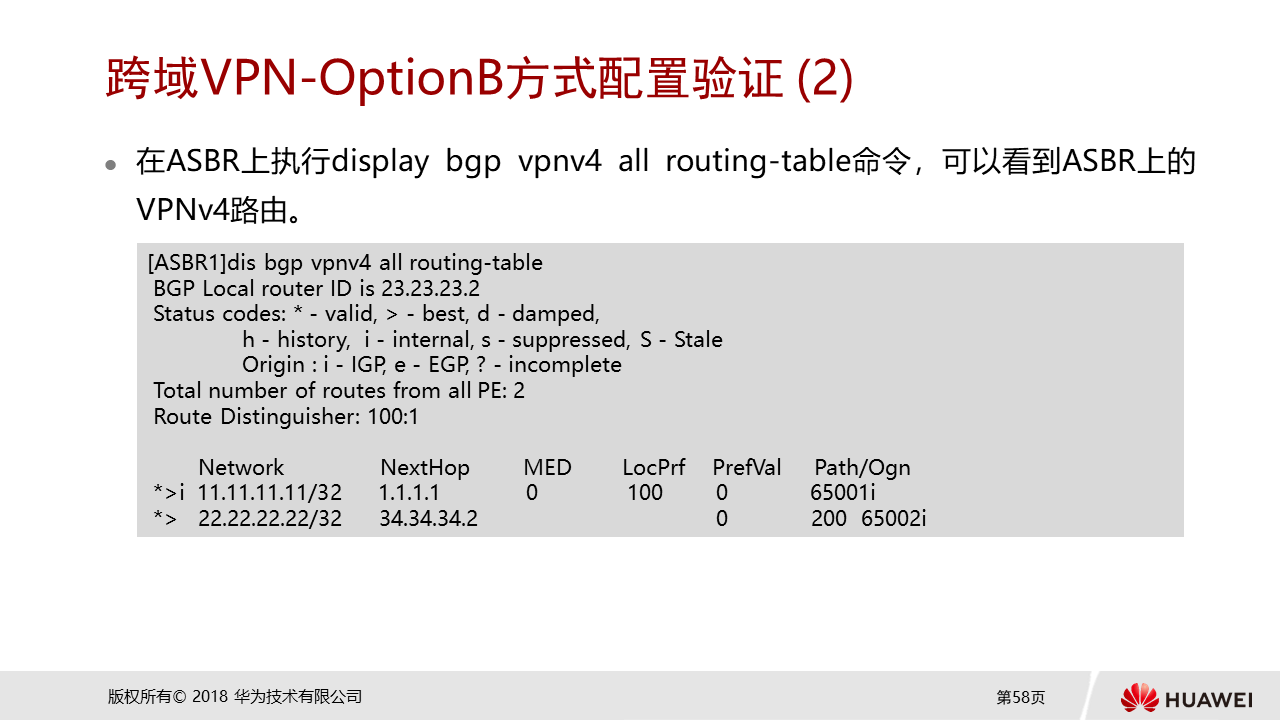 跨域VPN-OptionB方式配置验证 (2)
● 在ASBR上执行display bgp vpnv4 all routing-table命令，可以看到ASBR上的
VPNv4路由。
[ASBR1]dis bgp vpnv4 all routing-table
BGP Local router ID is 23.23.23.2
Status codes: * - valid, > - best, d - damped,
h - history, i - internal, s - suppressed, S - Stale
Origin : i - IGP, e - EGP, ? - incomplete
Total number of routes from all PE: 2
Route Distinguisher: 100:1
Network NextHop MED LocPrf PrefVal Path/Ogn
*>i 11.11.11.11/32 1.1.1.1 0 100 0 65001i
*> 22.22.22.22/32 34.34.34.2 0 200 65002i
版权所有© 2018 华为技术有限公司
第58页
HUAWEI